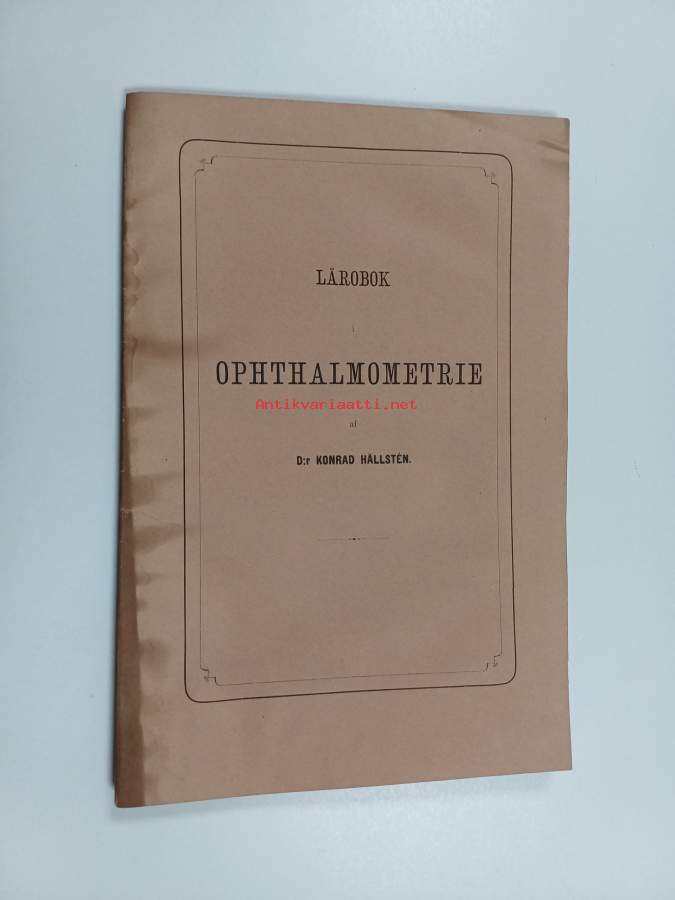 LÄROBOK
i
OPHTHALMOMETRIE
Antikvariaatti.net
af
D:r KONRAD HÄLLSTÉN.